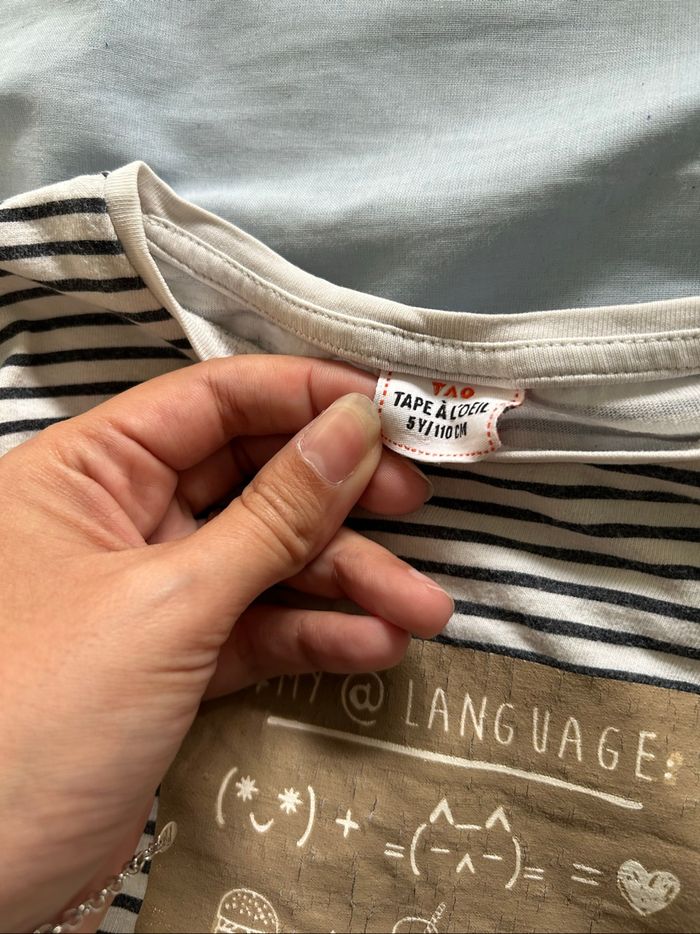 TAO
TAPE À L'OEIL
5Y/110 CM
@ LANGUAGE:
(*‿*) + =(^_^)= = ♥